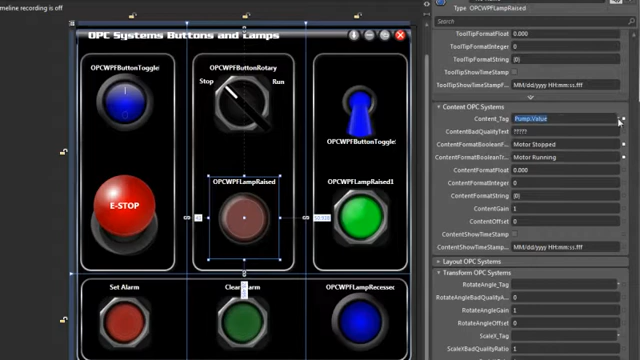 meline recording is off
Type OPCWPFLampRaised
Search
ToolTipFormatFloat 0.000
ToolTipFormatInteger 0
ToolTipFormatString {0}
ToolTipShowTimeStamp
ToolTipShowTimeStampF... MM/dd/yyyy HH:mm:ss.fff
Content OPC Systems
Content_Tag Pump.Value
ContentBadQualityText ?????
ContentFormatBooleanF... Motor Stopped
ContentFormatBooleanTr... Motor Running
ContentFormatFloat 0.000
ContentFormatInteger 0
ContentFormatString {0}
ContentGain 1
ContentOffset 0
ContentShowTimeStamp
ContentShowTimeStamp... MM/dd/yyyy HH:mm:ss.fff
Layout OPC Systems
Transform OPC Systems
RotateAngle_Tag
RotateAngleBadQualityA... 0
RotateAngleGain 1
RotateAngleOffset 0
ScaleX_Tag
ScaleXBadQualityRatio 1
OPC Systems Buttons and Lamps
OPCWPFButtonToggle
OPCWPFButtonRotary
Stop
Run
OPCWPFButtonToggle
E-STOP
OPCWPFLampRaised
OPCWPFLampRaised1
Set Alarm
Clear Alarm
OPCWPFLampRecessed